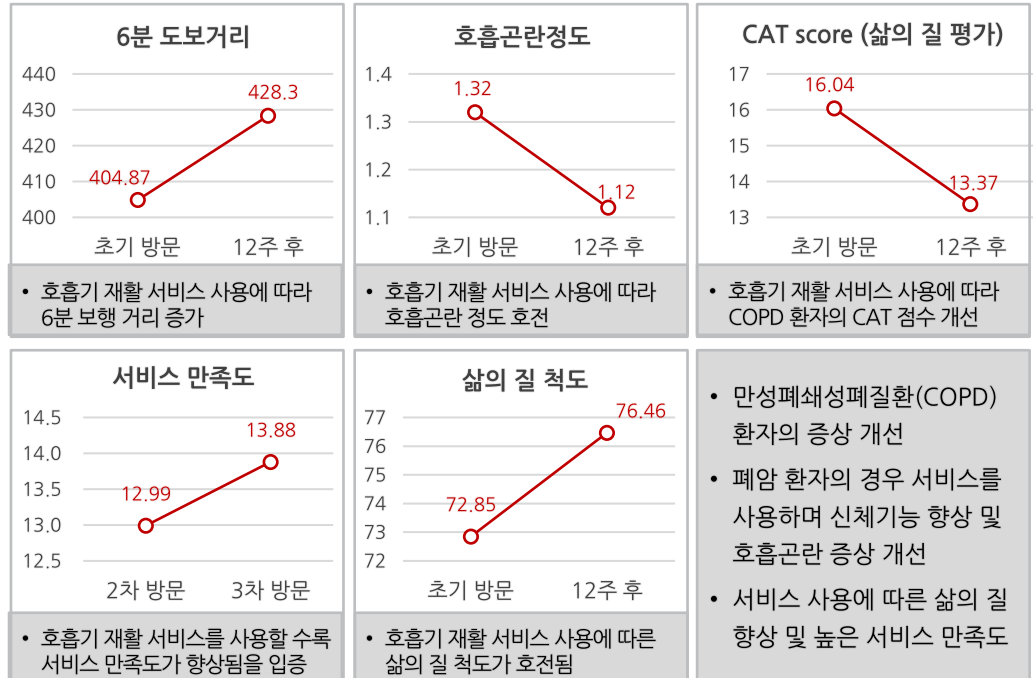 6분 도보거리
440
430
420
410
400
404.87
428.3
초기 방문
12주 후
• 호흡기 재활 서비스 사용에 따라
6분 보행 거리 증가
호흡곤란정도
1.4
1.3
1.2
1.1
1.32
1.12
초기 방문
12주 후
• 호흡기 재활 서비스 사용에 따라
호흡곤란 정도 호전
CAT score (삶의 질 평가)
17
16
15
14
13
16.04
13.37
초기 방문
12주 후
• 호흡기 재활 서비스 사용에 따라
COPD 환자의 CAT 점수 개선
서비스 만족도
14.5
14.0
13.5
13.0
12.5
12.99
13.88
2차 방문
3차 방문
• 호흡기 재활 서비스를 사용할 수록
서비스 만족도가 향상됨을 입증
삶의 질 척도
77
76
75
74
73
72
72.85
76.46
초기 방문
12주 후
• 호흡기 재활 서비스 사용에 따른
삶의 질 척도가 호전됨
• 만성폐쇄성폐질환(COPD)
환자의 증상 개선
• 폐암 환자의 경우 서비스를
사용하며 신체기능 향상 및
호흡곤란 증상 개선
• 서비스 사용에 따른 삶의 질
향상 및 높은 서비스 만족도